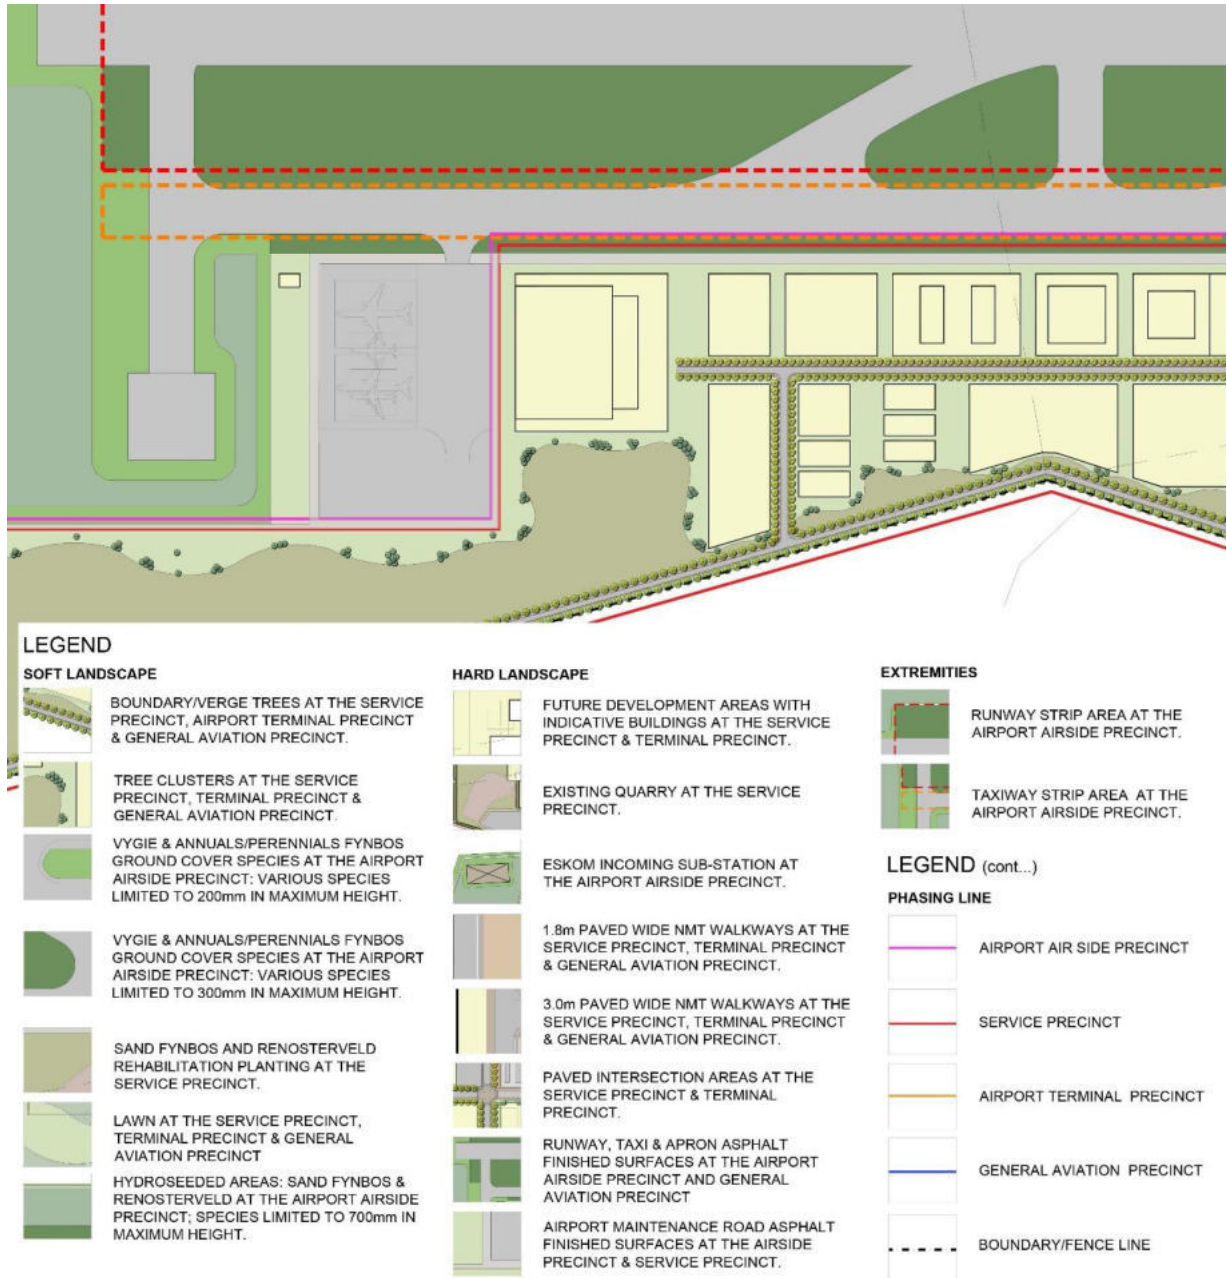 LEGEND
SOFT LANDSCAPE
BOUNDARY/VERGE TREES AT THE SERVICE
PRECINCT, AIRPORT TERMINAL PRECINCT
& GENERAL AVIATION PRECINCT.
TREE CLUSTERS AT THE SERVICE
PRECINCT, TERMINAL PRECINCT &
GENERAL AVIATION PRECINCT.
VYGIE & ANNUALS/PERENNIALS FYNBOS
GROUND COVER SPECIES AT THE AIRPORT
AIRSIDE PRECINCT: VARIOUS SPECIES
LIMITED TO 200mm IN MAXIMUM HEIGHT.
VYGIE & ANNUALS/PERENNIALS FYNBOS
GROUND COVER SPECIES AT THE AIRPORT
AIRSIDE PRECINCT: VARIOUS SPECIES
LIMITED TO 300mm IN MAXIMUM HEIGHT.
SAND FYNBOS AND RENOSTERVELD
REHABILITATION PLANTING AT THE
SERVICE PRECINCT.
LAWN AT THE SERVICE PRECINCT,
TERMINAL PRECINCT & GENERAL
AVIATION PRECINCT
HYDROSEEDED AREAS: SAND FYNBOS &
RENOSTERVELD AT THE AIRPORT AIRSIDE
PRECINCT; SPECIES LIMITED TO 700mm IN
MAXIMUM HEIGHT.
HARD LANDSCAPE
FUTURE DEVELOPMENT AREAS WITH
INDICATIVE BUILDINGS AT THE SERVICE
PRECINCT & TERMINAL PRECINCT.
EXISTING QUARRY AT THE SERVICE
PRECINCT.
ESKOM INCOMING SUB-STATION AT
THE AIRPORT AIRSIDE PRECINCT.
1.8m PAVED WIDE NMT WALKWAYS AT THE
SERVICE PRECINCT, TERMINAL PRECINCT
& GENERAL AVIATION PRECINCT.
3.0m PAVED WIDE NMT WALKWAYS AT THE
SERVICE PRECINCT, TERMINAL PRECINCT
& GENERAL AVIATION PRECINCT.
PAVED INTERSECTION AREAS AT THE
SERVICE PRECINCT & TERMINAL
PRECINCT.
RUNWAY, TAXI & APRON ASPHALT
FINISHED SURFACES AT THE AIRPORT
AIRSIDE PRECINCT AND GENERAL
AVIATION PRECINCT
AIRPORT MAINTENANCE ROAD ASPHALT
FINISHED SURFACES AT THE AIRSIDE
PRECINCT & SERVICE PRECINCT.
EXTREMITIES
RUNWAY STRIP AREA AT THE
AIRPORT AIRSIDE PRECINCT.
TAXIWAY STRIP AREA AT THE
AIRPORT AIRSIDE PRECINCT.
LEGEND (cont...)
PHASING LINE
AIRPORT AIR SIDE PRECINCT
SERVICE PRECINCT
AIRPORT TERMINAL PRECINCT
GENERAL AVIATION PRECINCT
BOUNDARY/FENCE LINE